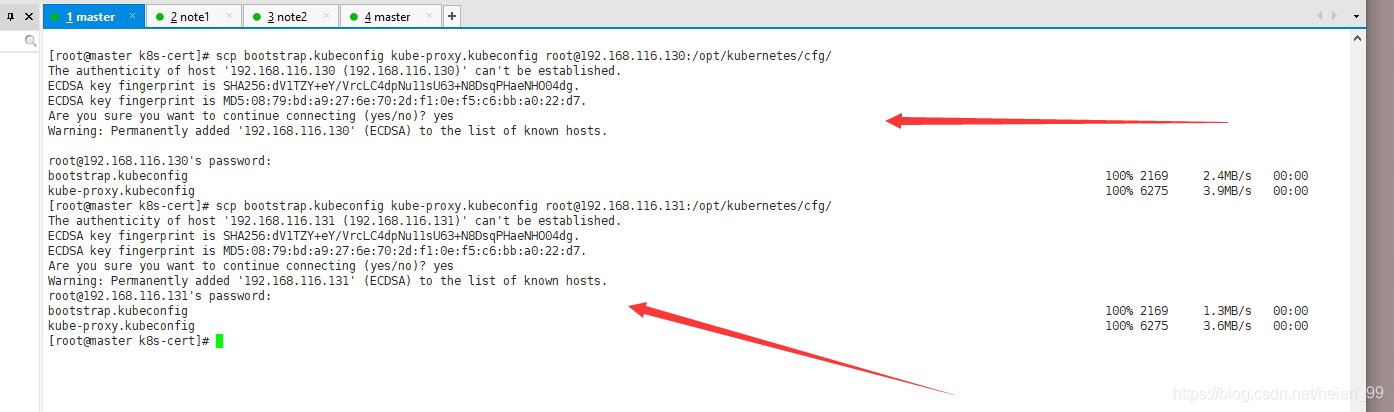 1 master
2 note1
3 note2
4 master
[root@master k8s-cert]# scp bootstrap.kubeconfig kube-proxy.kubeconfig root@192.168.116.130:/opt/kubernetes/cfg/
The authenticity of host '192.168.116.130 (192.168.116.130)' can't be established.
ECDSA key fingerprint is SHA256:dV1TZY+eY/VrcLC4dpNu11sU63+N8DsqPHaeNHO04dg.
ECDSA key fingerprint is MD5:08:79:bd:a9:27:6e:70:2d:f1:0e:f5:c6:bb:a0:22:d7.
Are you sure you want to continue connecting (yes/no)? yes
Warning: Permanently added '192.168.116.130' (ECDSA) to the list of known hosts.
root@192.168.116.130's password:
bootstrap.kubeconfig 100% 2169 2.4MB/s 00:00
kube-proxy.kubeconfig 100% 6275 3.9MB/s 00:00
[root@master k8s-cert]# scp bootstrap.kubeconfig kube-proxy.kubeconfig root@192.168.116.131:/opt/kubernetes/cfg/
The authenticity of host '192.168.116.131 (192.168.116.131)' can't be established.
ECDSA key fingerprint is SHA256:dV1TZY+eY/VrcLC4dpNu11sU63+N8DsqPHaeNHO04dg.
ECDSA key fingerprint is MD5:08:79:bd:a9:27:6e:70:2d:f1:0e:f5:c6:bb:a0:22:d7.
Are you sure you want to continue connecting (yes/no)? yes
Warning: Permanently added '192.168.116.131' (ECDSA) to the list of known hosts.
root@192.168.116.131's password:
bootstrap.kubeconfig 100% 2169 1.3MB/s 00:00
kube-proxy.kubeconfig 100% 6275 3.6MB/s 00:00
[root@master k8s-cert]#
https://blog.csdn.net/heian_99